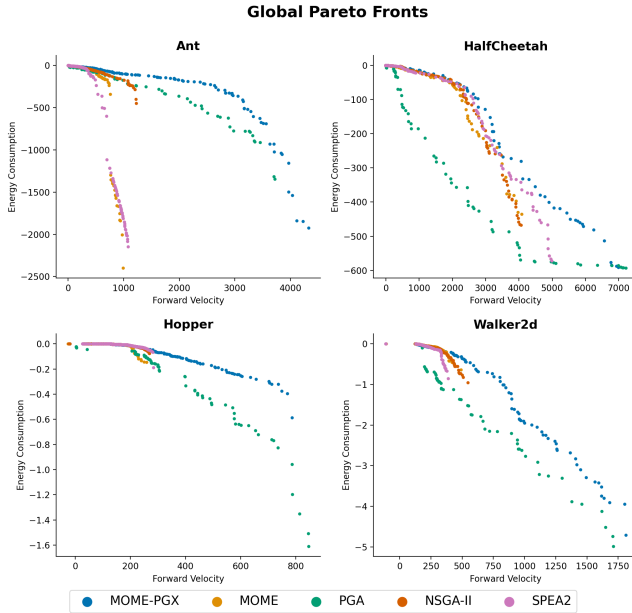 Global Pareto Fronts
Ant
HalfCheetah
Energy Consumption
0
−500
−1000
−1500
−2000
−2500
0 1000 2000 3000 4000
Forward Velocity
Energy Consumption
0
−100
−200
−300
−400
−500
−600
0 1000 2000 3000 4000 5000 6000 7000
Forward Velocity
Hopper
Walker2d
Energy Consumption
0.0
−0.2
−0.4
−0.6
−0.8
−1.0
−1.2
−1.4
−1.6
0 200 400 600 800
Forward Velocity
Energy Consumption
0
−1
−2
−3
−4
−5
0 250 500 750 1000 1250 1500 1750
Forward Velocity
MOME-PGX MOME PGA NSGA-II SPEA2